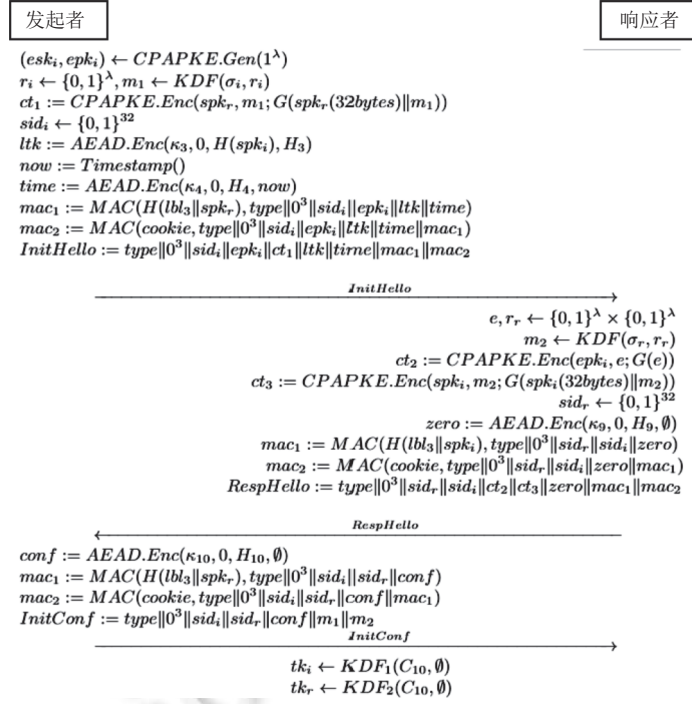 发起者
响应者
(esk_i, epk_i) ← CPAPKE.Gen(1^λ)
r_i ← {0,1}^λ, m_1 ← KDF(σ_i, r_i)
ct_1 := CPAPKE.Enc(spk_r, m_1; G(spk_r(32bytes)∥m_1))
sid_i ← {0,1}^32
ltk := AEAD.Enc(κ_3, 0, H(spk_i), H_3)
now := Timestamp()
time := AEAD.Enc(κ_4, 0, H_4, now)
mac_1 := MAC(H(lbl_3∥spk_r), type∥0^3∥sid_i||epk_i∥ltk∥time)
mac_2 := MAC(cookie, type∥0^3∥sid_i∥epk_i∥ltk∥time∥mac_1)
InitHello := type∥0^3∥sid_i∥epk_i∥ct_1∥ltk∥time∥mac_1∥mac_2
InitHello
e, r_r ← {0,1}^λ × {0,1}^λ
m_2 ← KDF(σ_r, r_r)
ct_2 := CPAPKE.Enc(epk_i, e; G(e))
ct_3 := CPAPKE.Enc(spk_i, m_2; G(spk_i(32bytes)∥m_2))
sid_r ← {0,1}^32
zero := AEAD.Enc(κ_9, 0, H_9, ∅)
mac_1 := MAC(H(lbl_3∥spk_i), type∥0^3∥sid_r∥sid_i∥zero)
mac_2 := MAC(cookie, type∥0^3∥sid_r∥sid_i∥zero∥mac_1)
RespHello := type∥0^3∥sid_r∥sid_i∥ct_2∥ct_3∥zero∥mac_1∥mac_2
RespHello
conf := AEAD.Enc(κ_10, 0, H_10, ∅)
mac_1 := MAC(H(lbl_3∥spk_r), type∥0^3∥sid_i||sid_r∥conf)
mac_2 := MAC(cookie, type∥0^3∥sid_i∥sid_r∥conf∥mac_1)
InitConf := type∥0^3∥sid_i∥sid_r∥conf∥m_1∥m_2
InitConf
tk_i ← KDF_1(C_10, ∅)
tk_r ← KDF_2(C_10, ∅)